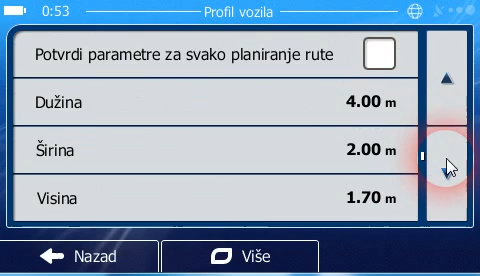 0:53
Profil vozila
Potvrdi parametre za svako planiranje rute
Dužina 4.00 m
Širina 2.00 m
Visina 1.70 m
Nazad Više